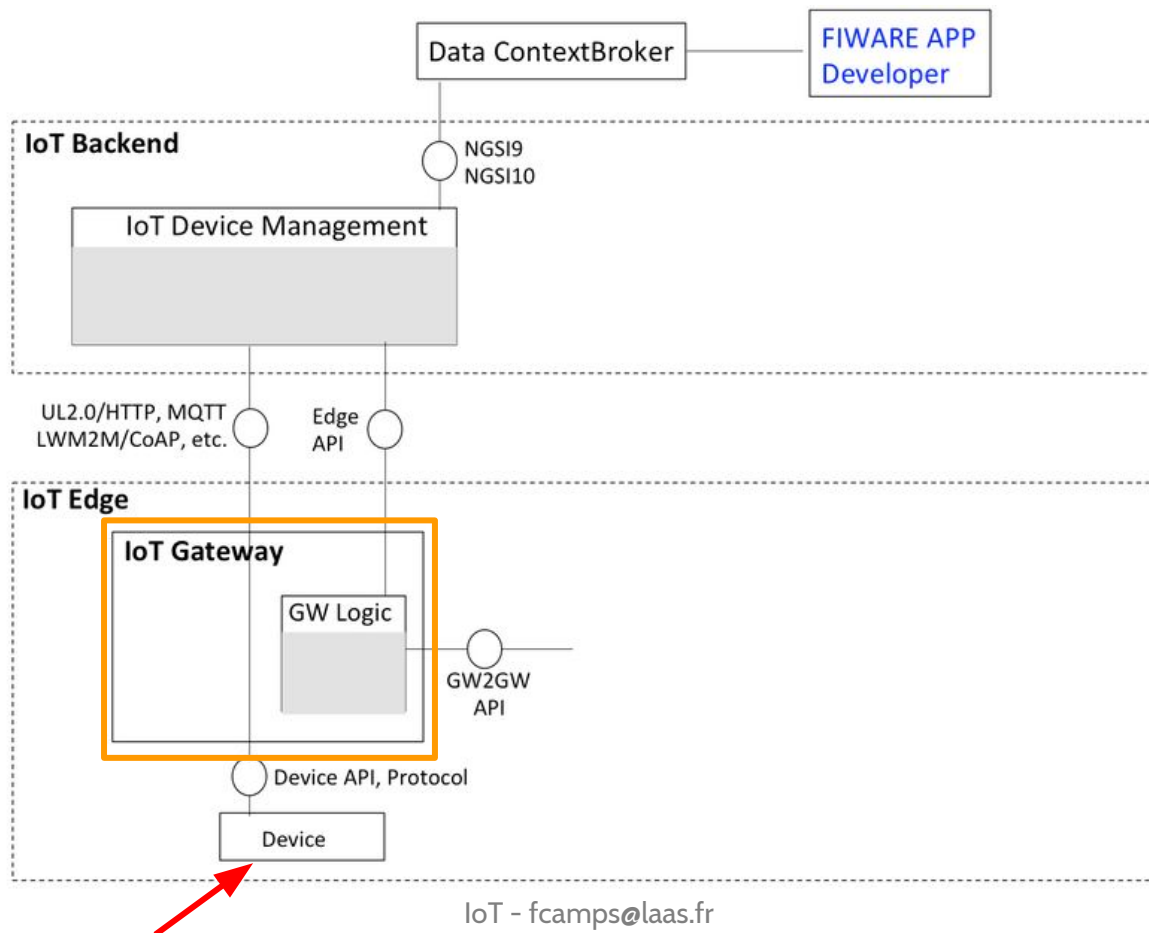 Data ContextBroker
FIWARE APP
Developer
IoT Backend
NGSI9
NGSI10
IoT Device Management
UL2.0/HTTP, MQTT
LWM2M/CoAP, etc.
Edge
API
IoT Edge
IoT Gateway
GW Logic
GW2GW
API
Device API, Protocol
Device
IoT - fcamps@laas.fr